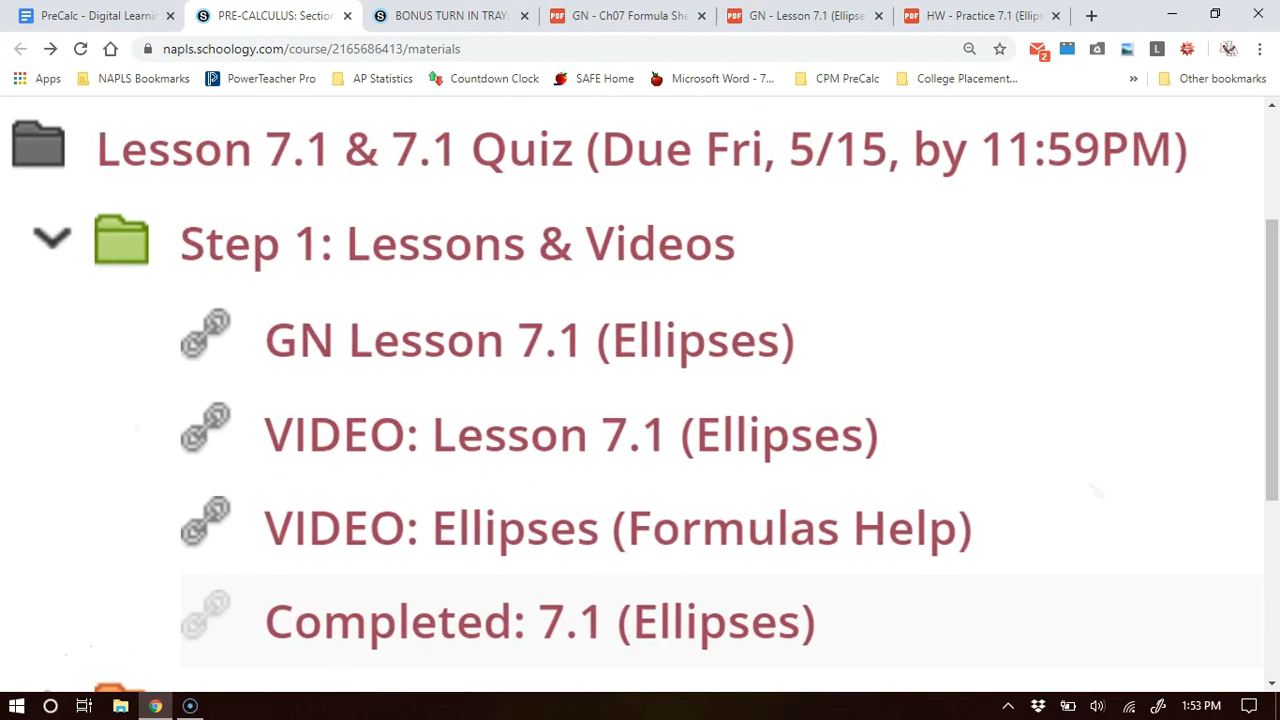 PreCalc - Digital Learnin
PRE-CALCULUS: Section
BONUS TURN IN TRAY:
GN - Ch07 Formula She
GN - Lesson 7.1 (Ellipse
HW - Practice 7.1 (Ellips
napls.schoology.com/course/2165686413/materials
2
L
Apps
NAPLS Bookmarks
PowerTeacher Pro
AP Statistics
Countdown Clock
SAFE Home
Microsoft Word - 7...
CPM PreCalc
College Placement...
»
Other bookmarks
Lesson 7.1 & 7.1 Quiz (Due Fri, 5/15, by 11:59PM)
Step 1: Lessons & Videos
GN Lesson 7.1 (Ellipses)
VIDEO: Lesson 7.1 (Ellipses)
VIDEO: Ellipses (Formulas Help)
Completed: 7.1 (Ellipses)
1:53 PM